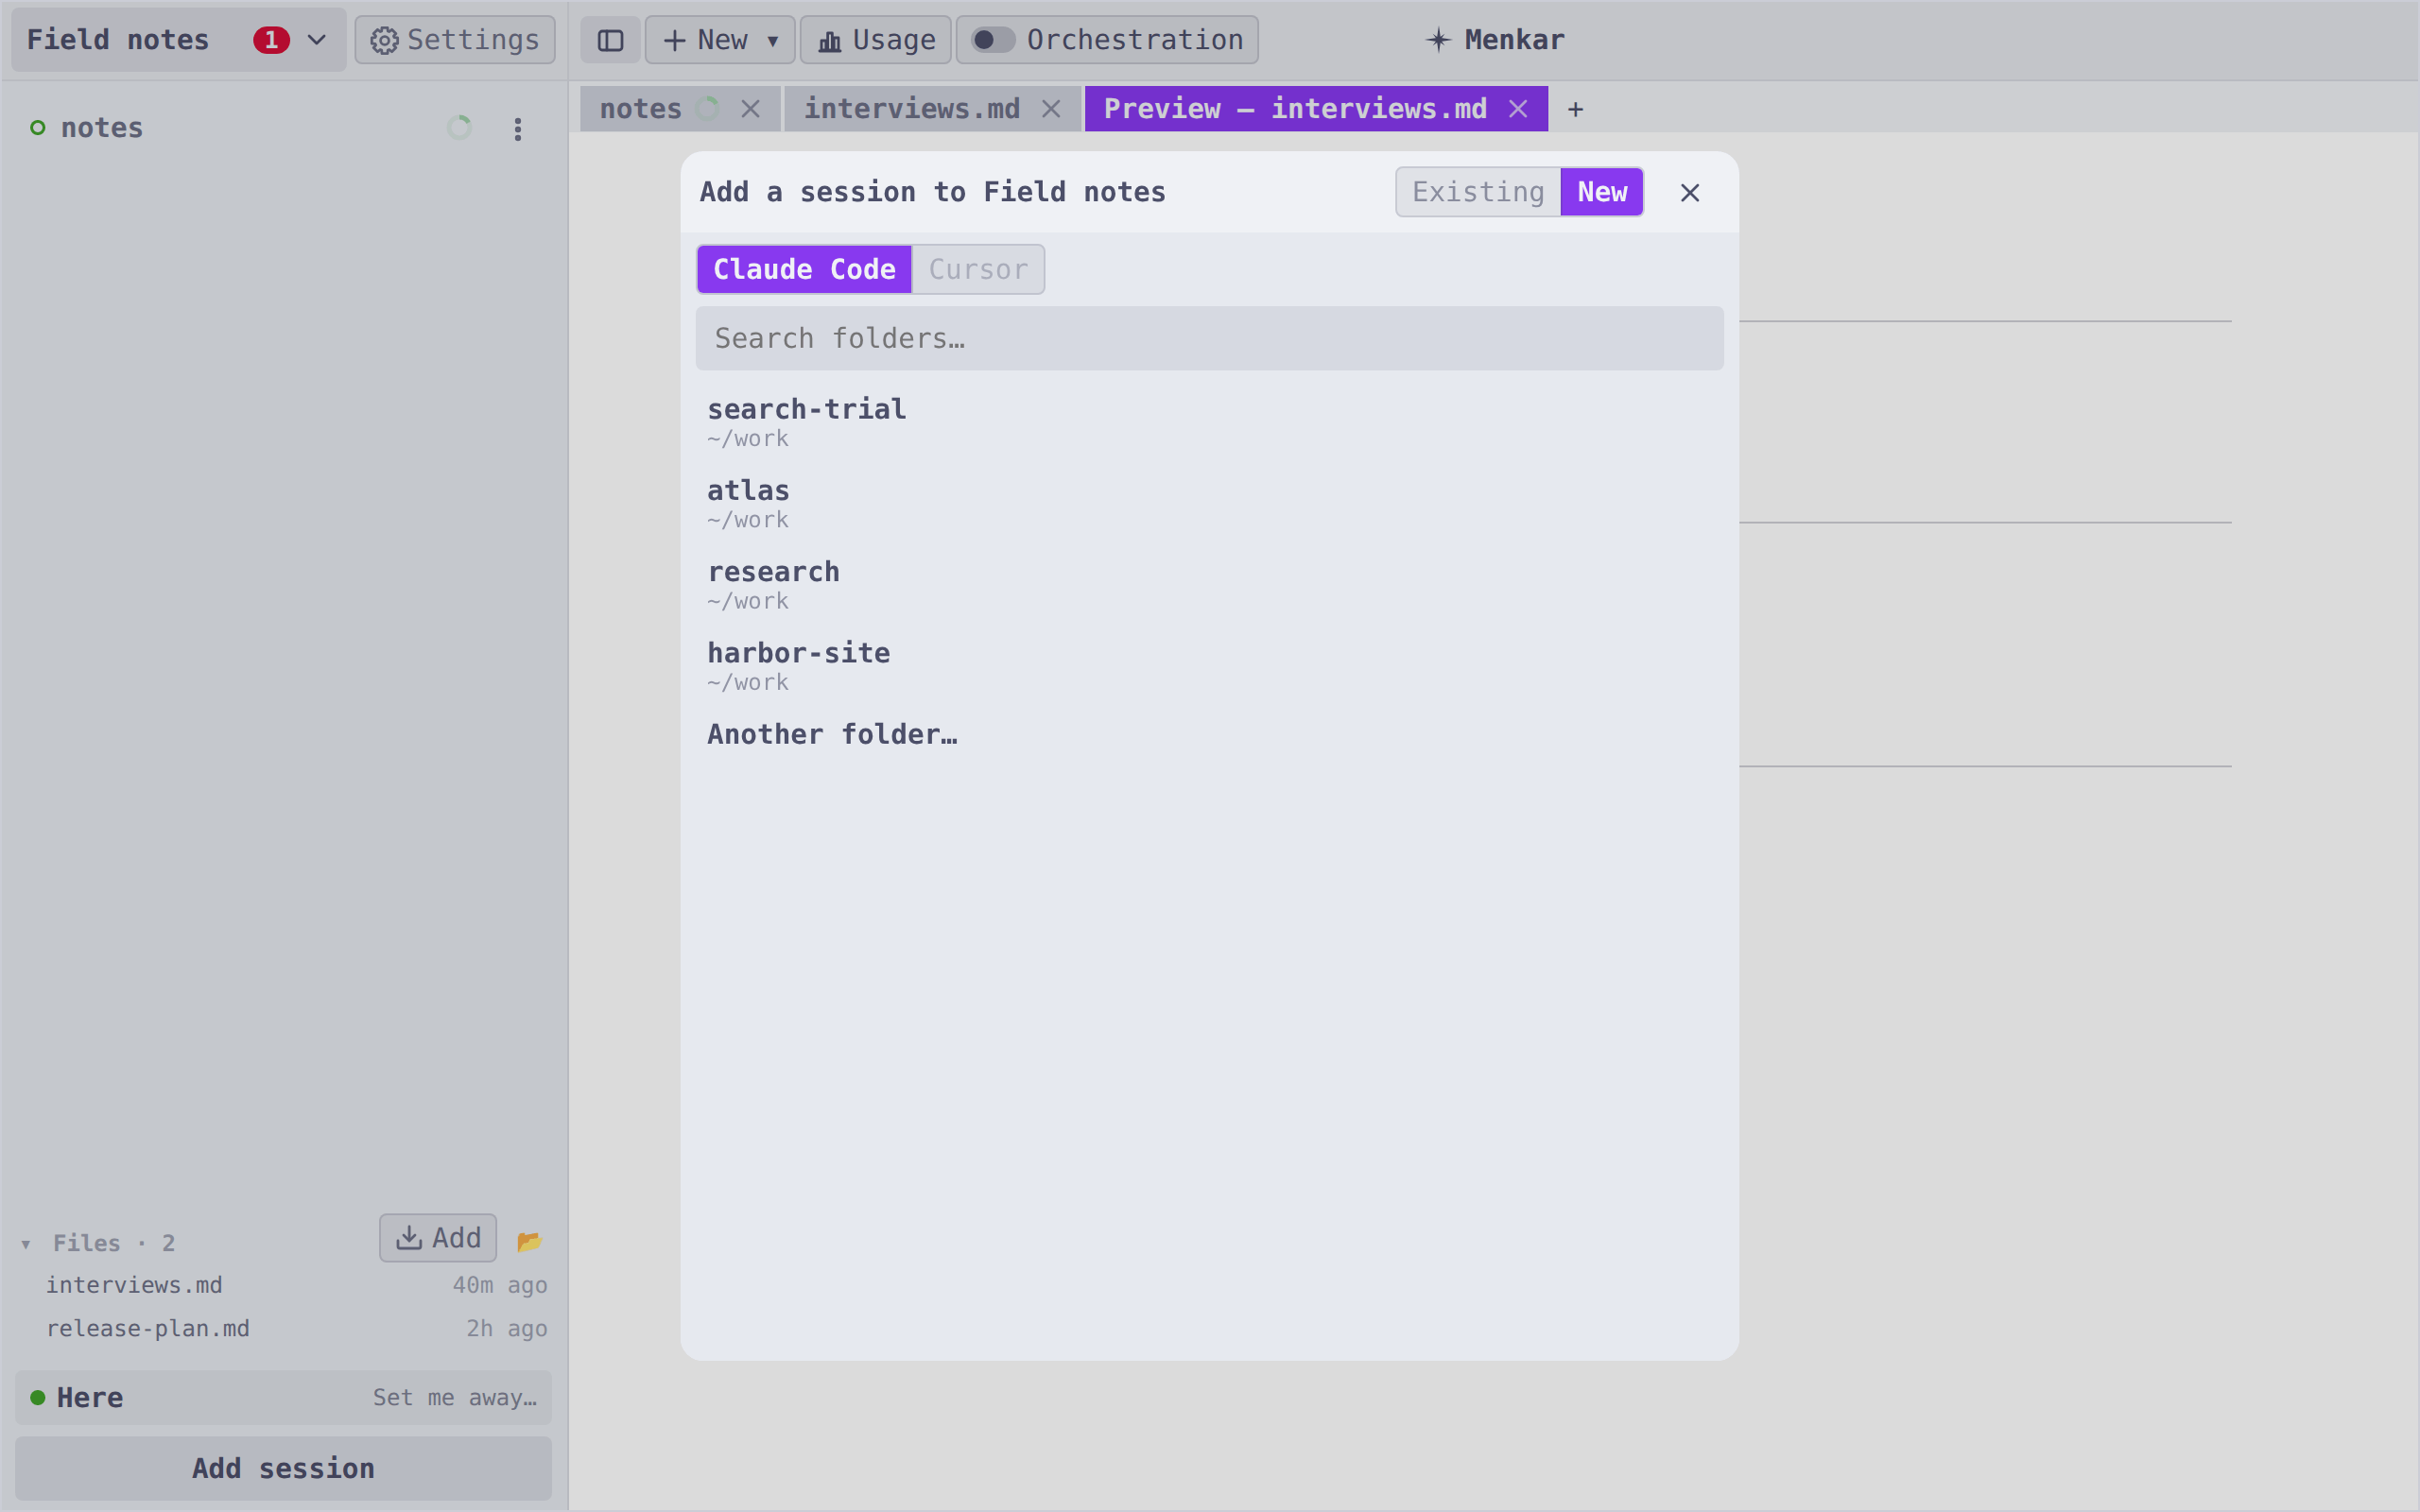 Field notes 1 Settings
New Usage Orchestration Menkar
notes
notes interviews.md Preview — interviews.md +
Add a session to Field notes Existing New
Claude Code Cursor
Search folders…
search-trial
~/work
atlas
~/work
research
~/work
harbor-site
~/work
Another folder…
Files · 2 Add
interviews.md 40m ago
release-plan.md 2h ago
Here Set me away…
Add session